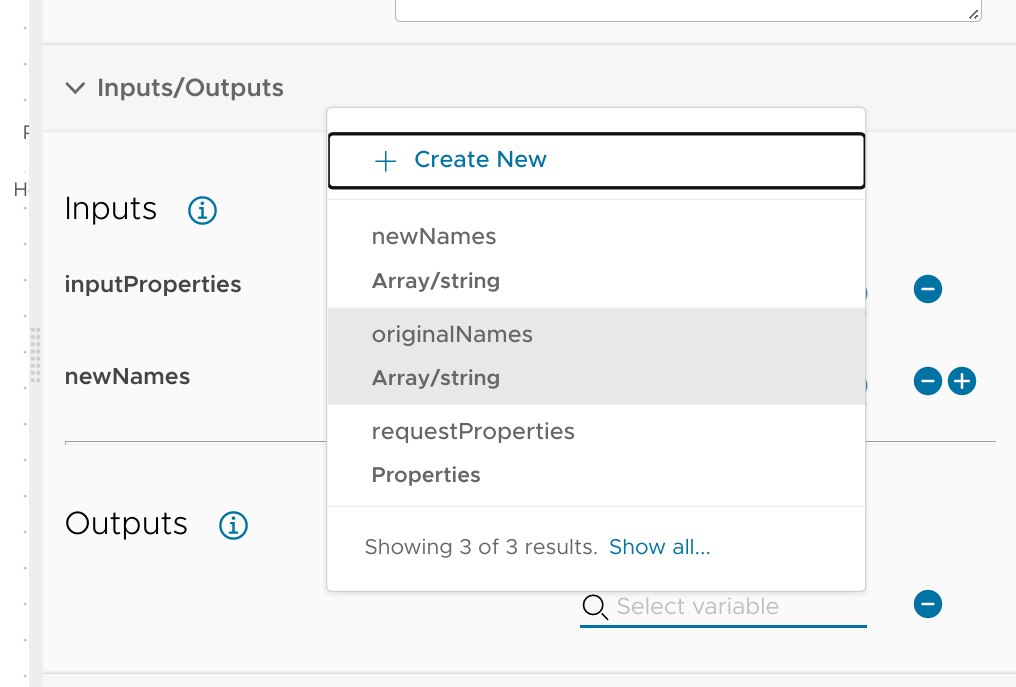 Inputs/Outputs
+ Create New
Inputs
newNames
Array/string
inputProperties
originalNames
Array/string
newNames
requestProperties
Properties
Outputs
Showing 3 of 3 results. Show all...
Select variable